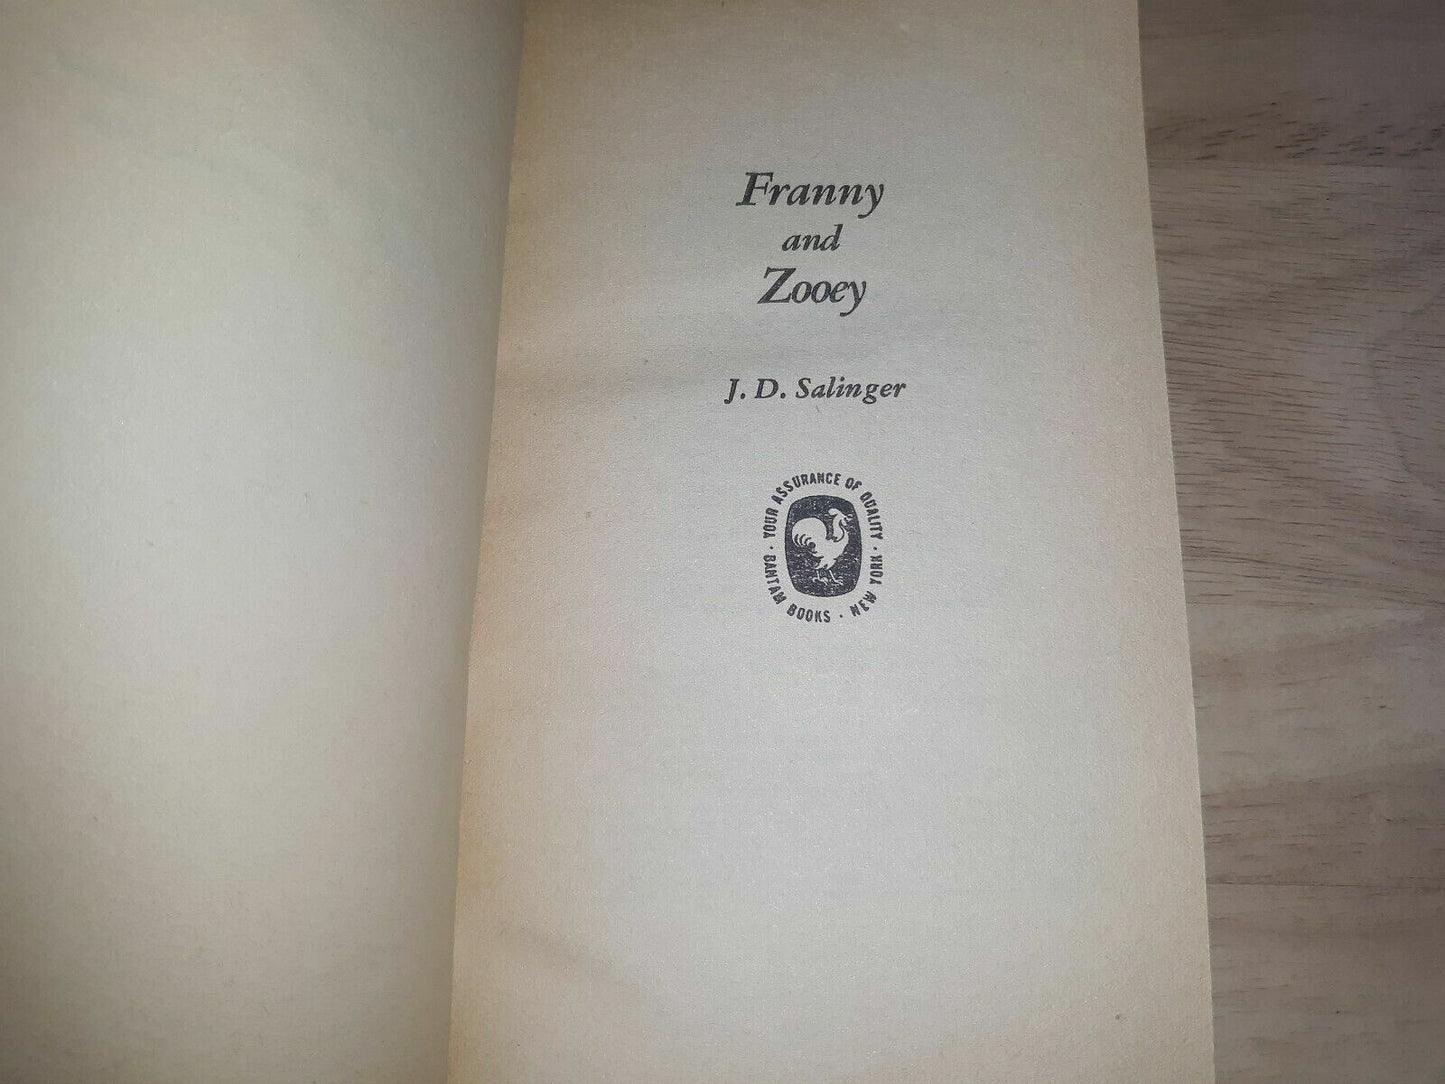 Franny
and
Zooey
J. D. Salinger
YOUR ASSURANCE OF QUALITY
· BANTAM BOOKS · NEW YORK ·